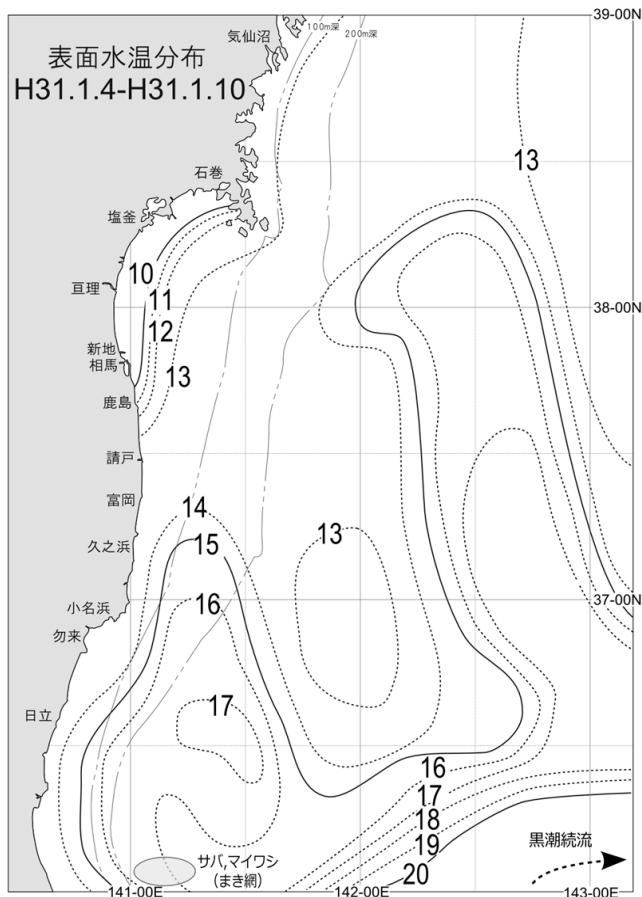 39-00N
100m深
200m深
気仙沼
表面水温分布
H31.1.4-H31.1.10
13
石巻
塩釜
10
亘理
11
38-00N
12
新地
相馬
13
鹿島
請戸
富岡
14
13
久之浜
15
小名浜
16
37-00N
勿来
日立
17
16
17
18
19
20
黒潮続流
サバ,マイワシ
(まき網)
141-00E
142-00E
143-00E